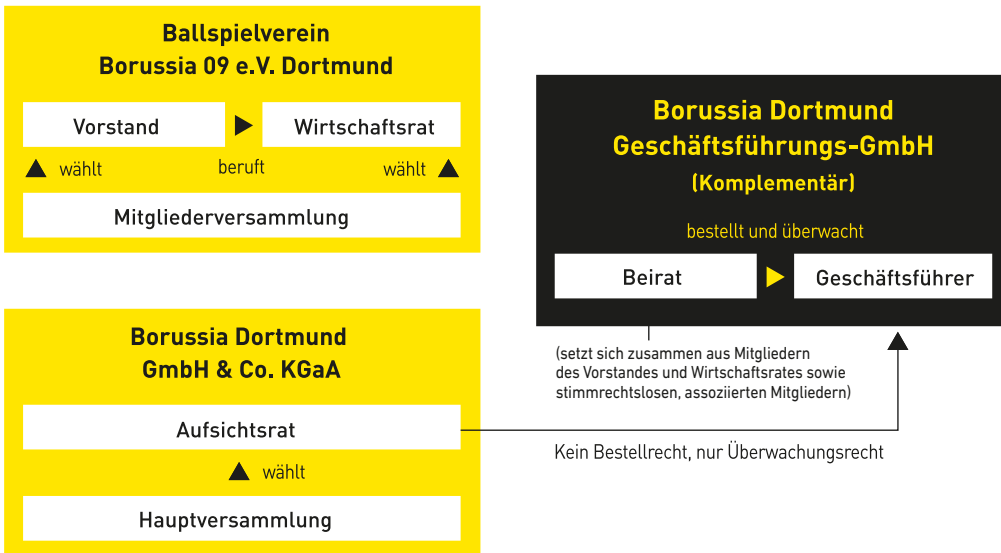 Ballspielverein
Borussia 09 e.V. Dortmund
Vorstand
Wirtschaftsrat
wählt
beruft
wählt
Mitgliederversammlung
Borussia Dortmund
GmbH & Co. KGaA
Aufsichtsrat
wählt
Hauptversammlung
Borussia Dortmund
Geschäftsführungs-GmbH
(Komplementär)
bestellt und überwacht
Beirat
Geschäftsführer
(setzt sich zusammen aus Mitgliedern
des Vorstandes und Wirtschaftsrates sowie
stimmrechtslosen, assoziierten Mitgliedern)
Kein Bestellrecht, nur Überwachungsrecht